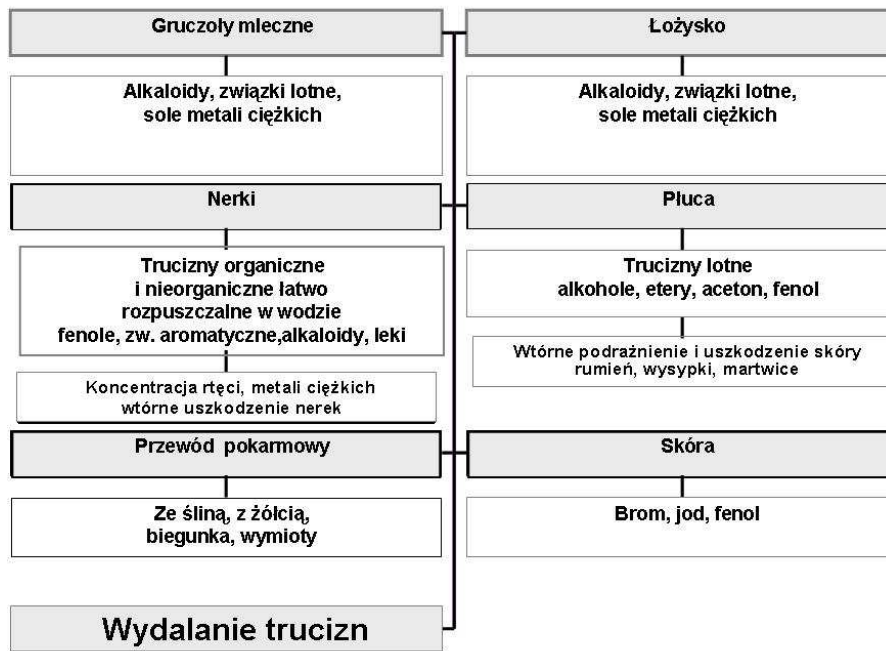 Gruczoły mleczne
Łożysko
Alkaloidy, związki lotne,
sole metali ciężkich
Alkaloidy, związki lotne,
sole metali ciężkich
Nerki
Płuca
Trucizny organiczne
i nieorganiczne łatwo
rozpuszczalne w wodzie
fenole, zw. aromatyczne,alkaloidy, leki
Trucizny lotne
alkohole, etery, aceton, fenol
Koncentracja rtęci, metali ciężkich
wtórne uszkodzenie nerek
Wtórne podrażnienie i uszkodzenie skóry
rumień, wysypki, martwice
Przewód pokarmowy
Skóra
Ze śliną, z żółcią,
biegunka, wymioty
Brom, jod, fenol
Wydalanie trucizn